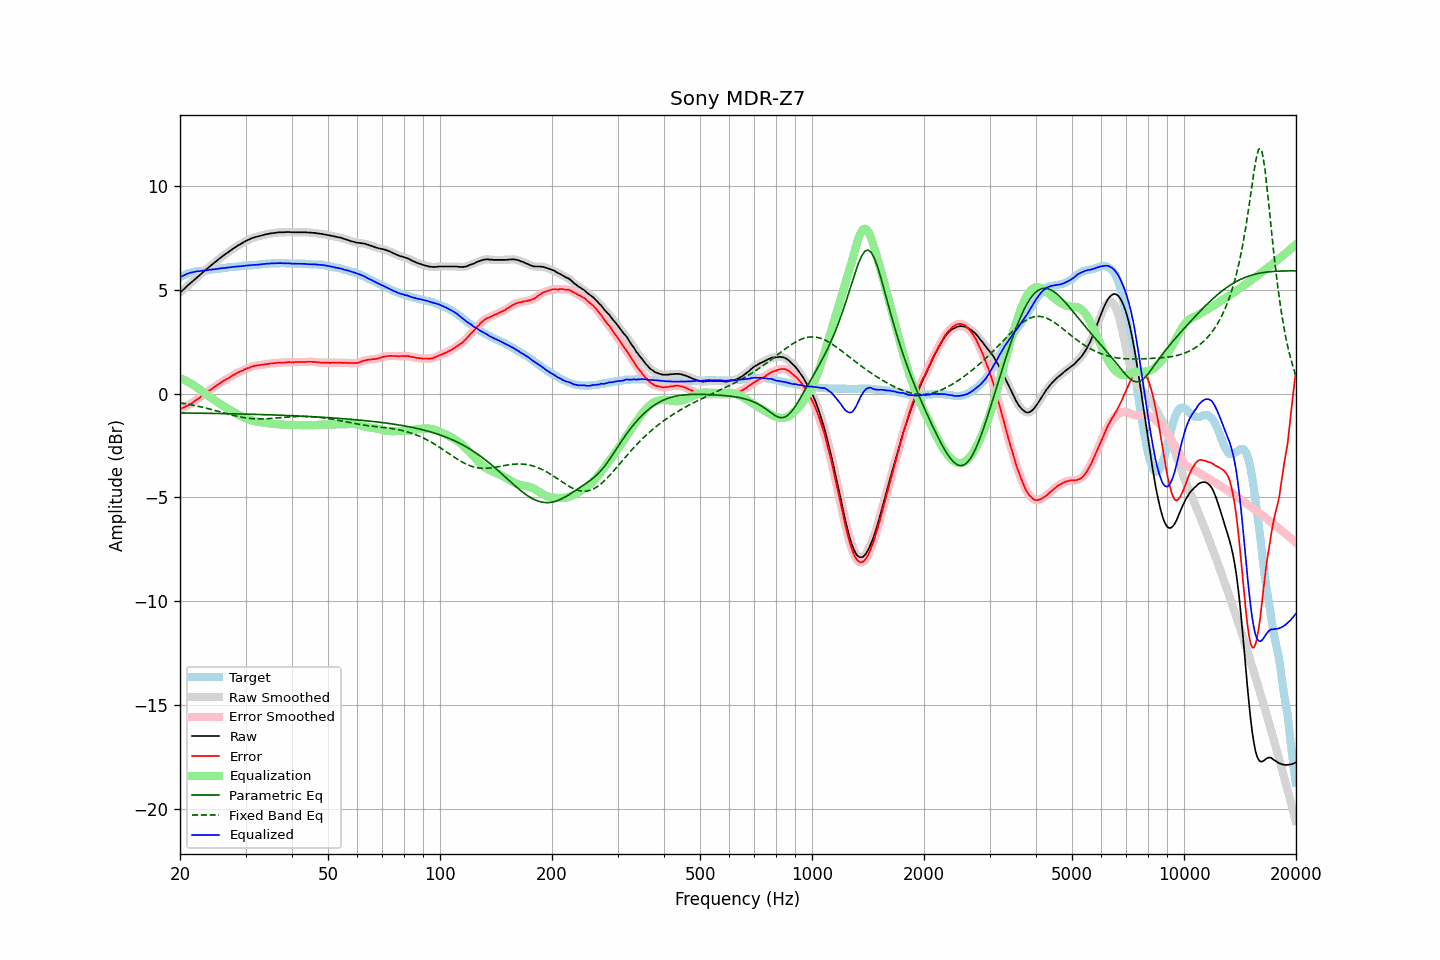 Sony MDR-Z7
Amplitude (dBr)
10
5
0
−5
−10
−15
−20
Target
Raw Smoothed
Error Smoothed
Raw
Error
Equalization
Parametric Eq
Fixed Band Eq
Equalized
20 50 100 200 500 1000 2000 5000 10000 20000
Frequency (Hz)